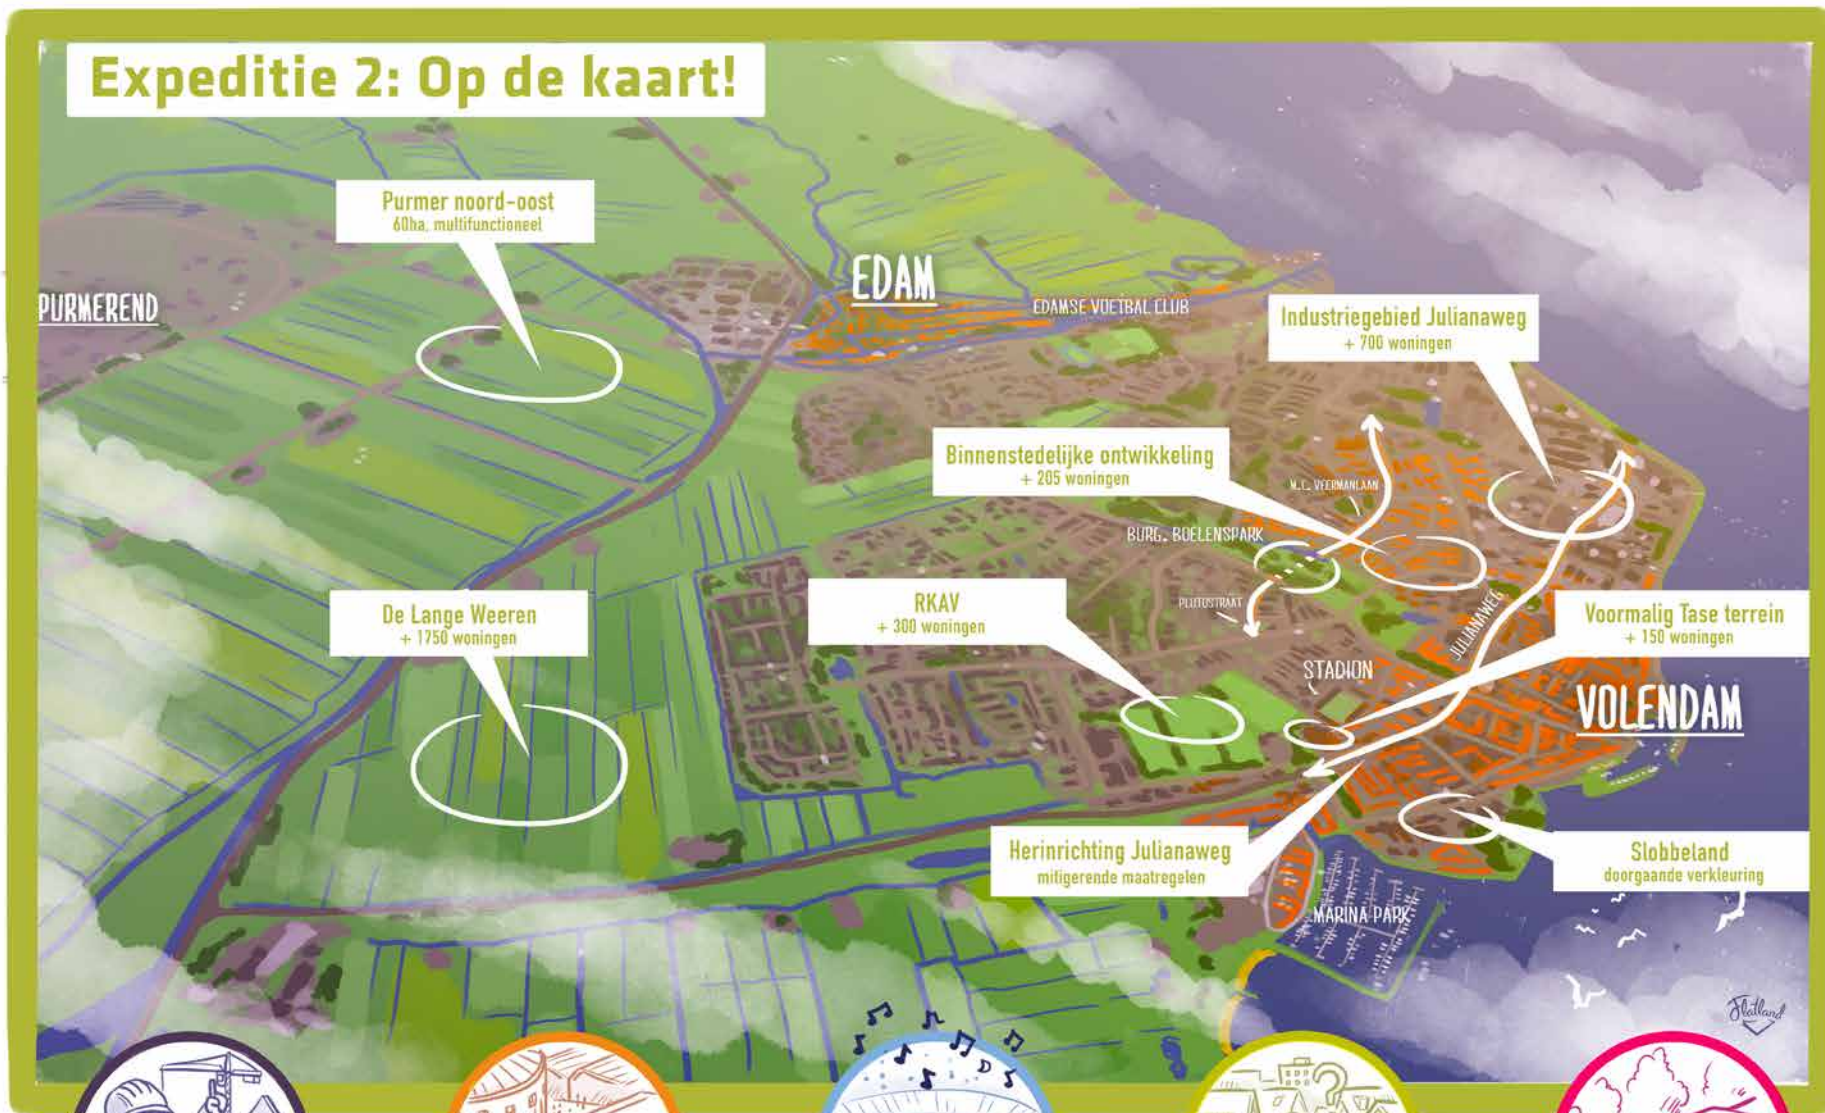 Expeditie 2: Op de kaart!
Purmer noord-oost
60ha, multifunctioneel
PURMEREND
EDAM
EDAMSE VOETBAL CLUB
Industriegebied Julianaweg
+ 700 woningen
Binnenstedelijke ontwikkeling
+ 205 woningen
M.C. VEERMANLAAN
BURG. BOELENSPARK
De Lange Weeren
+ 1750 woningen
RKAV
+ 300 woningen
PLUTOSTRAAT
JULIANAWEG
Voormalig Tase terrein
+ 150 woningen
STADION
VOLENDAM
Herinrichting Julianaweg
mitigerende maatregelen
Slobbeland
doorgaande verkleuring
MARINA PARK
Flatland